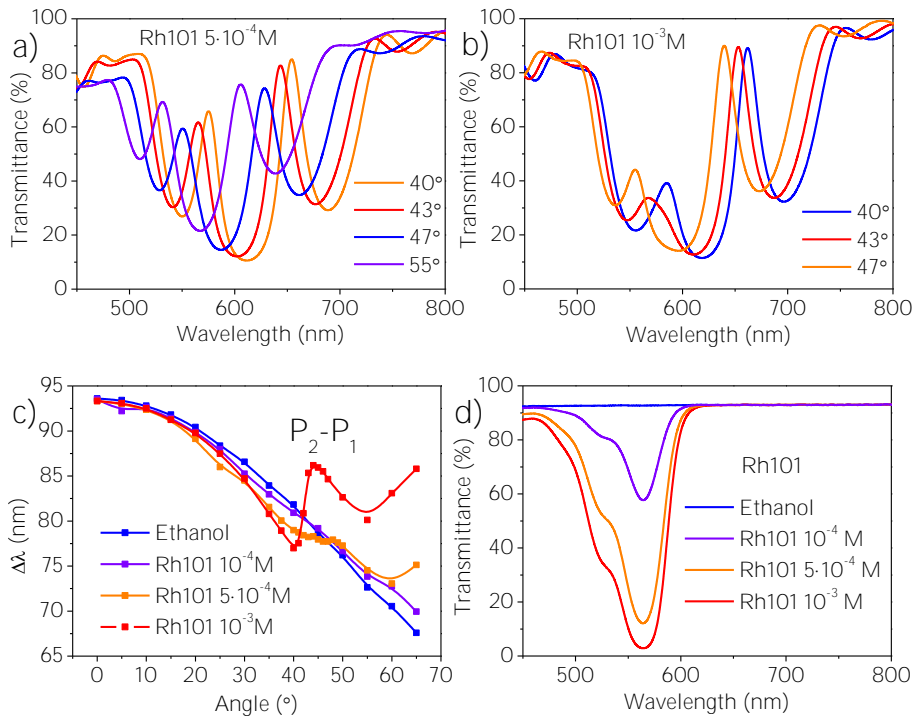 a)
Rh101 5·10⁻⁴M
Transmittance (%)
100
80
60
40
20
0
500
600
700
800
Wavelength (nm)
40°
43°
47°
55°
b)
Rh101 10⁻³M
Transmittance (%)
100
80
60
40
20
0
500
600
700
800
Wavelength (nm)
40°
43°
47°
c)
P₂-P₁
Δλ (nm)
95
90
85
80
75
70
65
0
10
20
30
40
50
60
70
Angle (°)
Ethanol
Rh101 10⁻⁴M
Rh101 5·10⁻⁴M
Rh101 10⁻³M
d)
Rh101
Transmittance (%)
100
80
60
40
20
0
500
600
700
800
Wavelength (nm)
Ethanol
Rh101 10⁻⁴ M
Rh101 5·10⁻⁴ M
Rh101 10⁻³ M